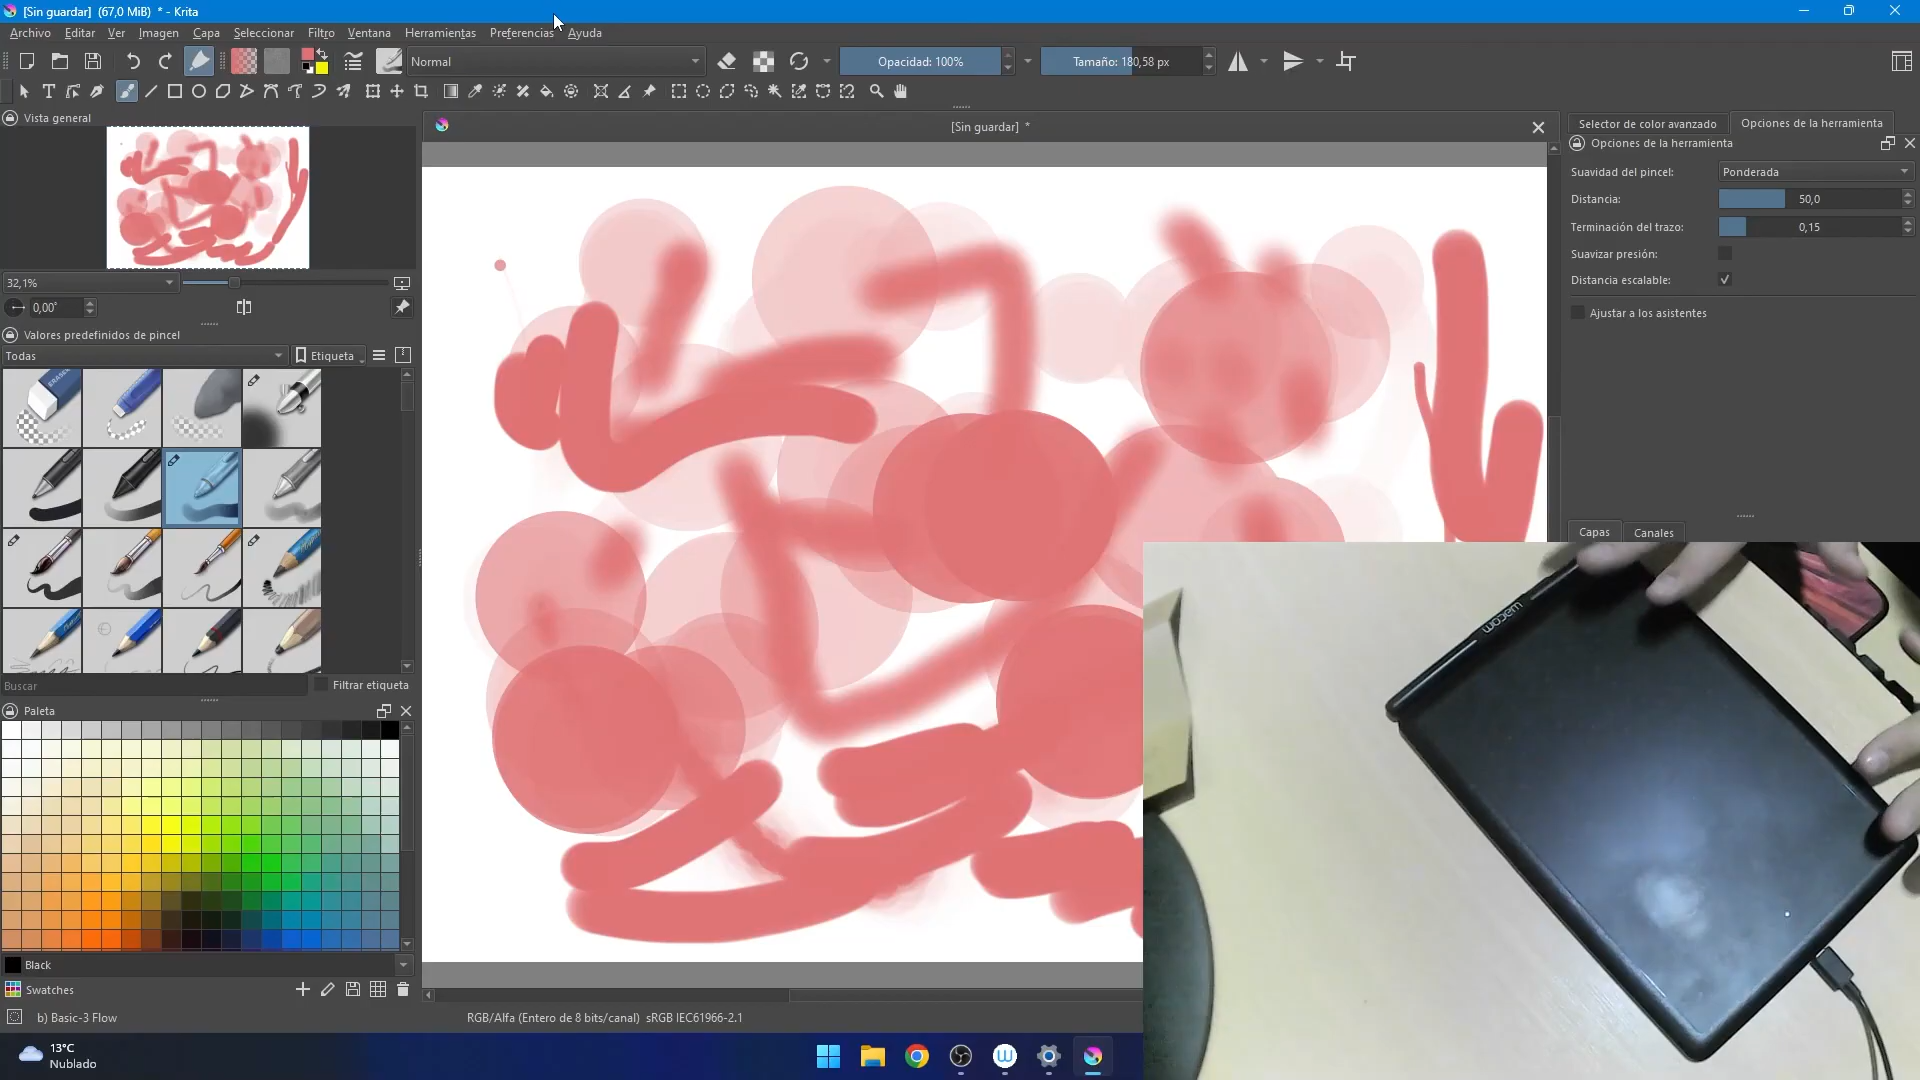 [Sin guardar] (67,0 MiB) * - Krita
Archivo Editar Ver Imagen Capa Seleccionar Filtro Ventana Herramientas Preferencias Ayuda
Normal
Opacidad: 100%
Tamaño: 180,58 px
Vista general
[Sin guardar] *
Selector de color avanzado
Opciones de la herramienta
Opciones de la herramienta
Suavidad del pincel:
Ponderada
Distancia:
50,0
Terminación del trazo:
0,15
Suavizar presión:
Distancia escalable:
Ajustar a los asistentes
32,1%
0,00°
Valores predefinidos de pincel
Todas
Etiqueta
Capas
Canales
wacom
Buscar
Filtrar etiqueta
Paleta
Black
Swatches
b) Basic-3 Flow
RGB/Alfa (Entero de 8 bits/canal) sRGB IEC61966-2.1
13°C
Nublado